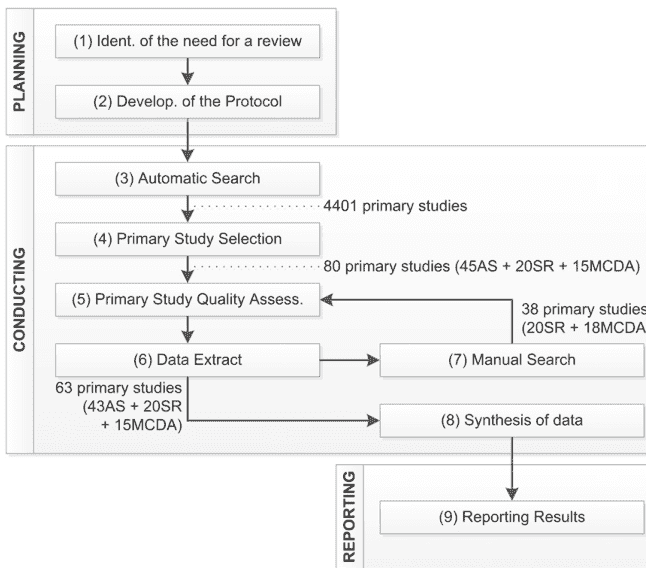 PLANNING
(1) Ident. of the need for a review
(2) Develop. of the Protocol
CONDUCTING
(3) Automatic Search
4401 primary studies
(4) Primary Study Selection
80 primary studies (45AS + 20SR + 15MCDA)
(5) Primary Study Quality Assess.
38 primary studies
(20SR + 18MCDA
(6) Data Extract
(7) Manual Search
63 primary studies
(43AS + 20SR
+ 15MCDA)
(8) Synthesis of data
REPORTING
(9) Reporting Results